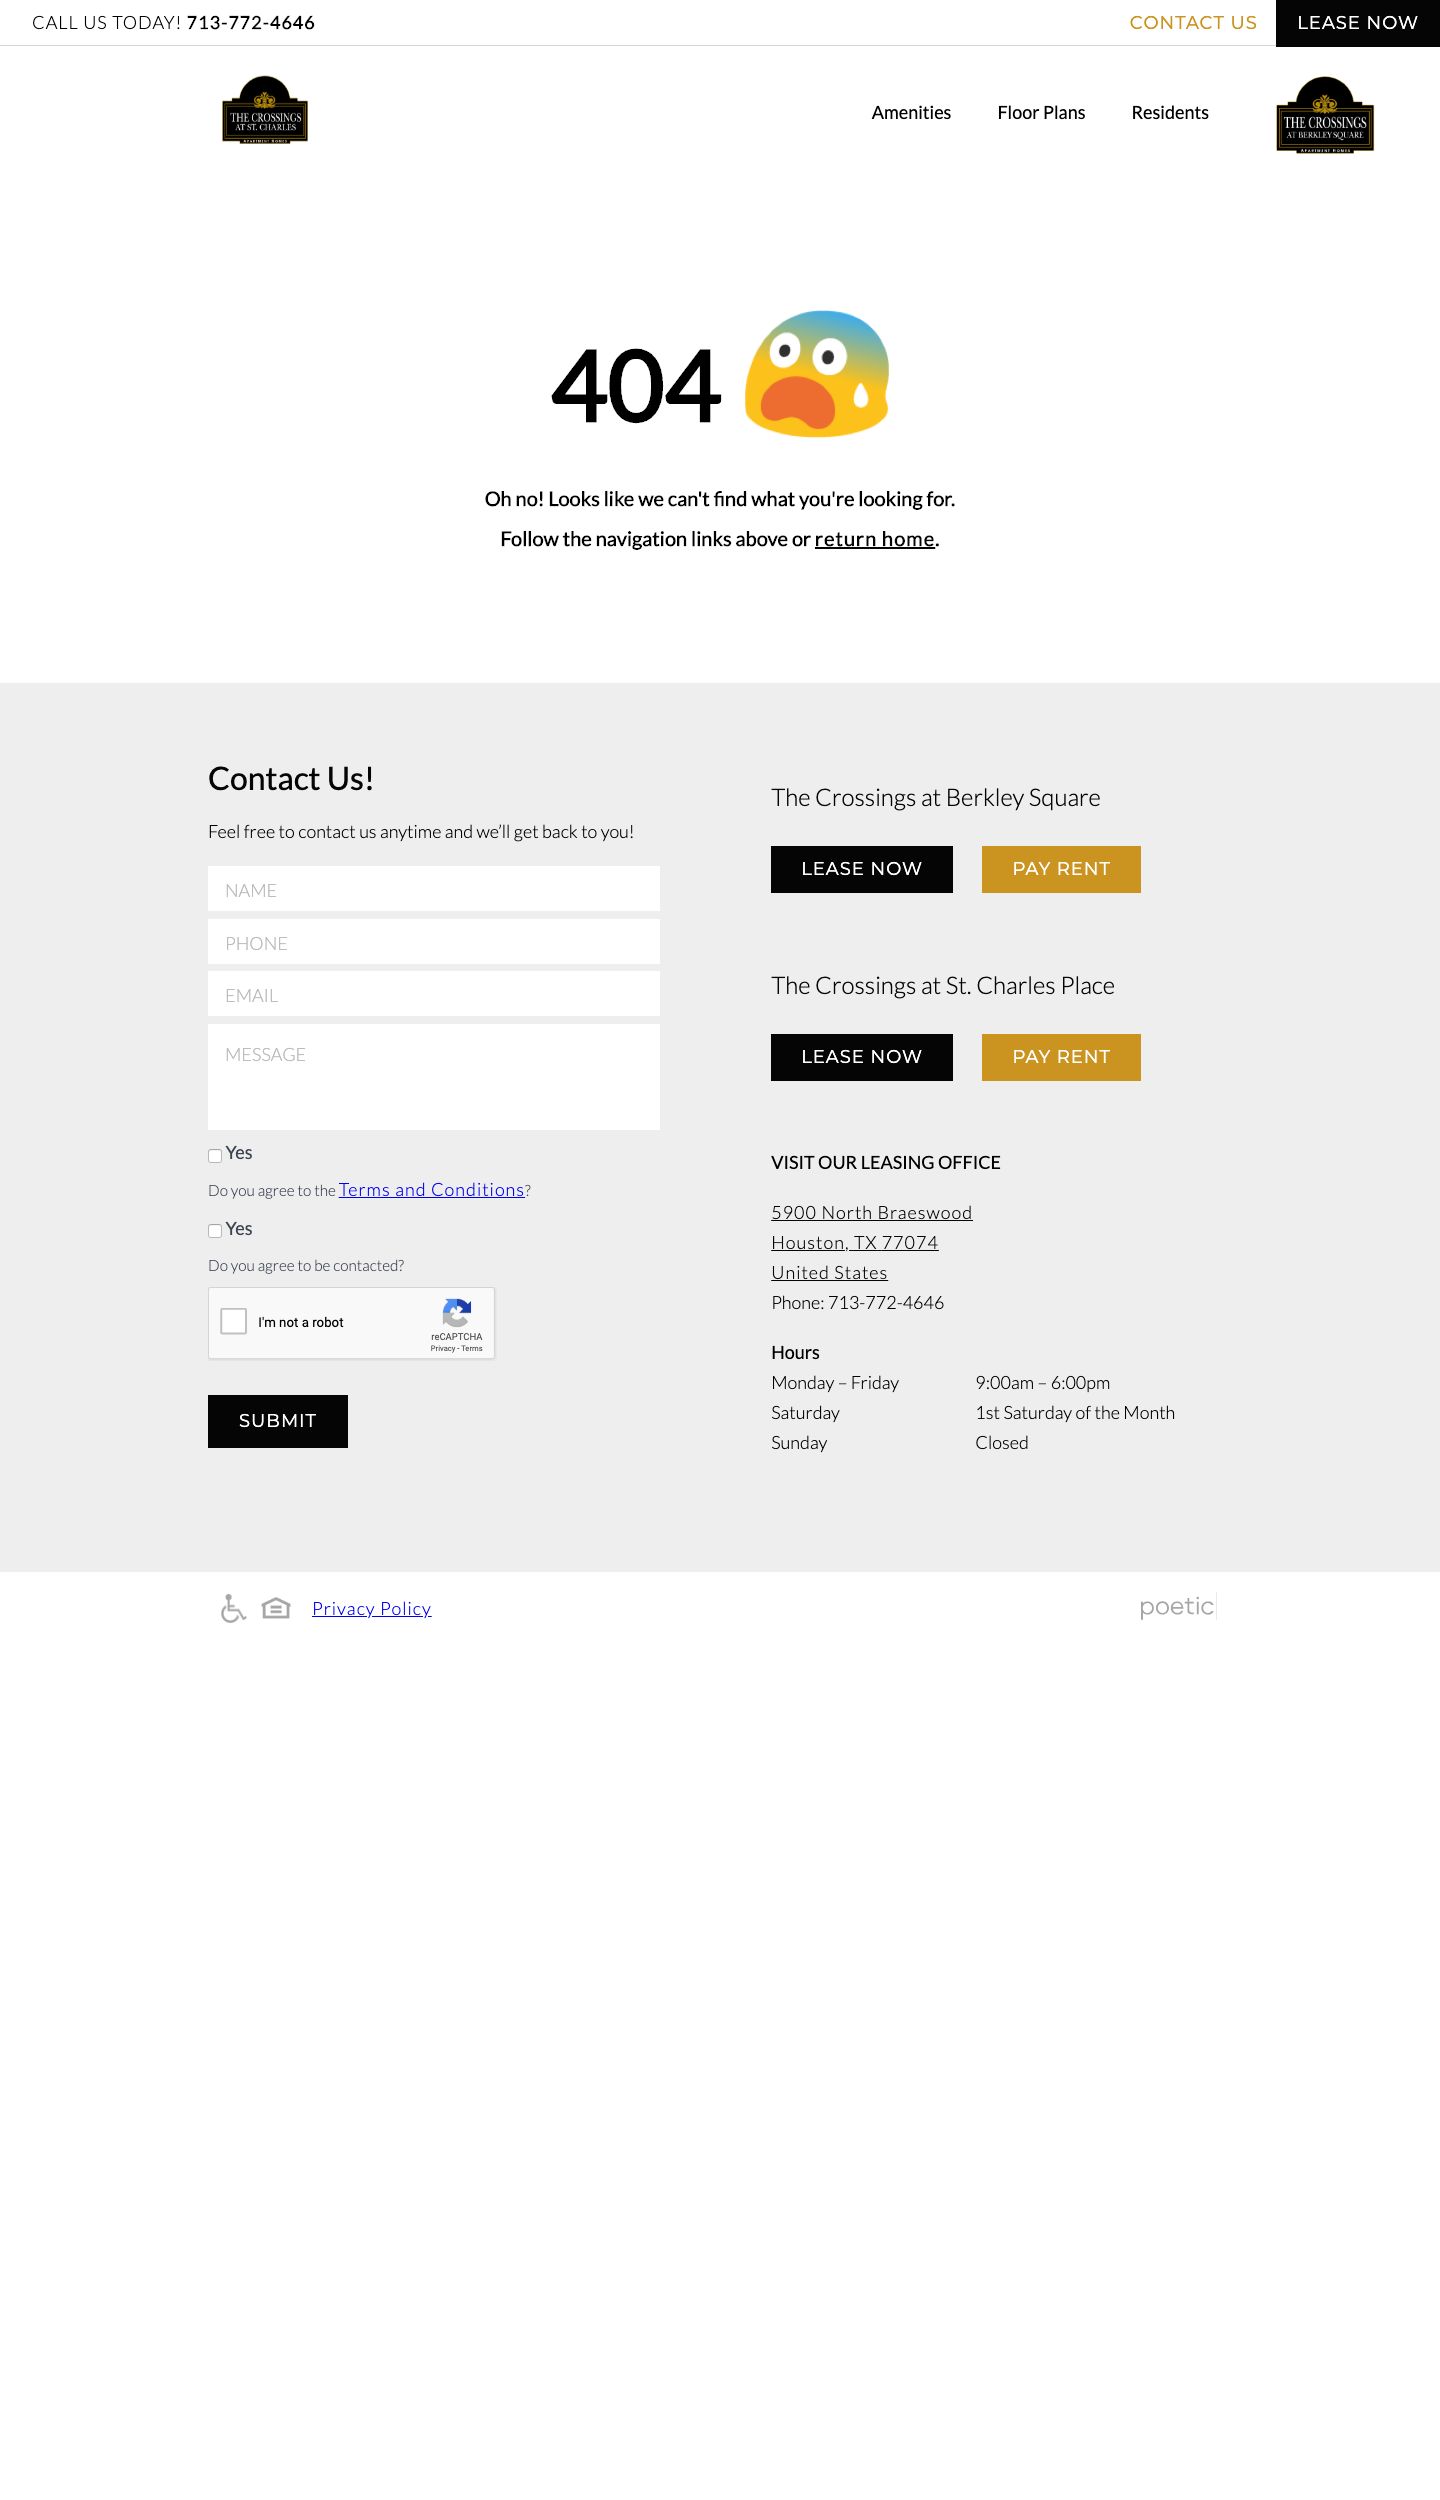 CALL US TODAY! 713-772-4646
CONTACT US
LEASE NOW
THE CROSSINGS
AT ST. CHARLES
APARTMENT HOMES
Amenities
Floor Plans
Residents
THE CROSSINGS
AT BERKLEY SQUARE
APARTMENT HOMES
404
Oh no! Looks like we can't find what you're looking for.
Follow the navigation links above or return home.
Contact Us!
Feel free to contact us anytime and we’ll get back to you!
NAME
PHONE
EMAIL
MESSAGE
Yes
Do you agree to the Terms and Conditions?
Yes
Do you agree to be contacted?
I'm not a robot
reCAPTCHA
Privacy - Terms
SUBMIT
The Crossings at Berkley Square
LEASE NOW
PAY RENT
The Crossings at St. Charles Place
LEASE NOW
PAY RENT
VISIT OUR LEASING OFFICE
5900 North Braeswood
Houston, TX 77074
United States
Phone: 713-772-4646
Hours
Monday – Friday 9:00am – 6:00pm
Saturday 1st Saturday of the Month
Sunday Closed
Privacy Policy
poetic